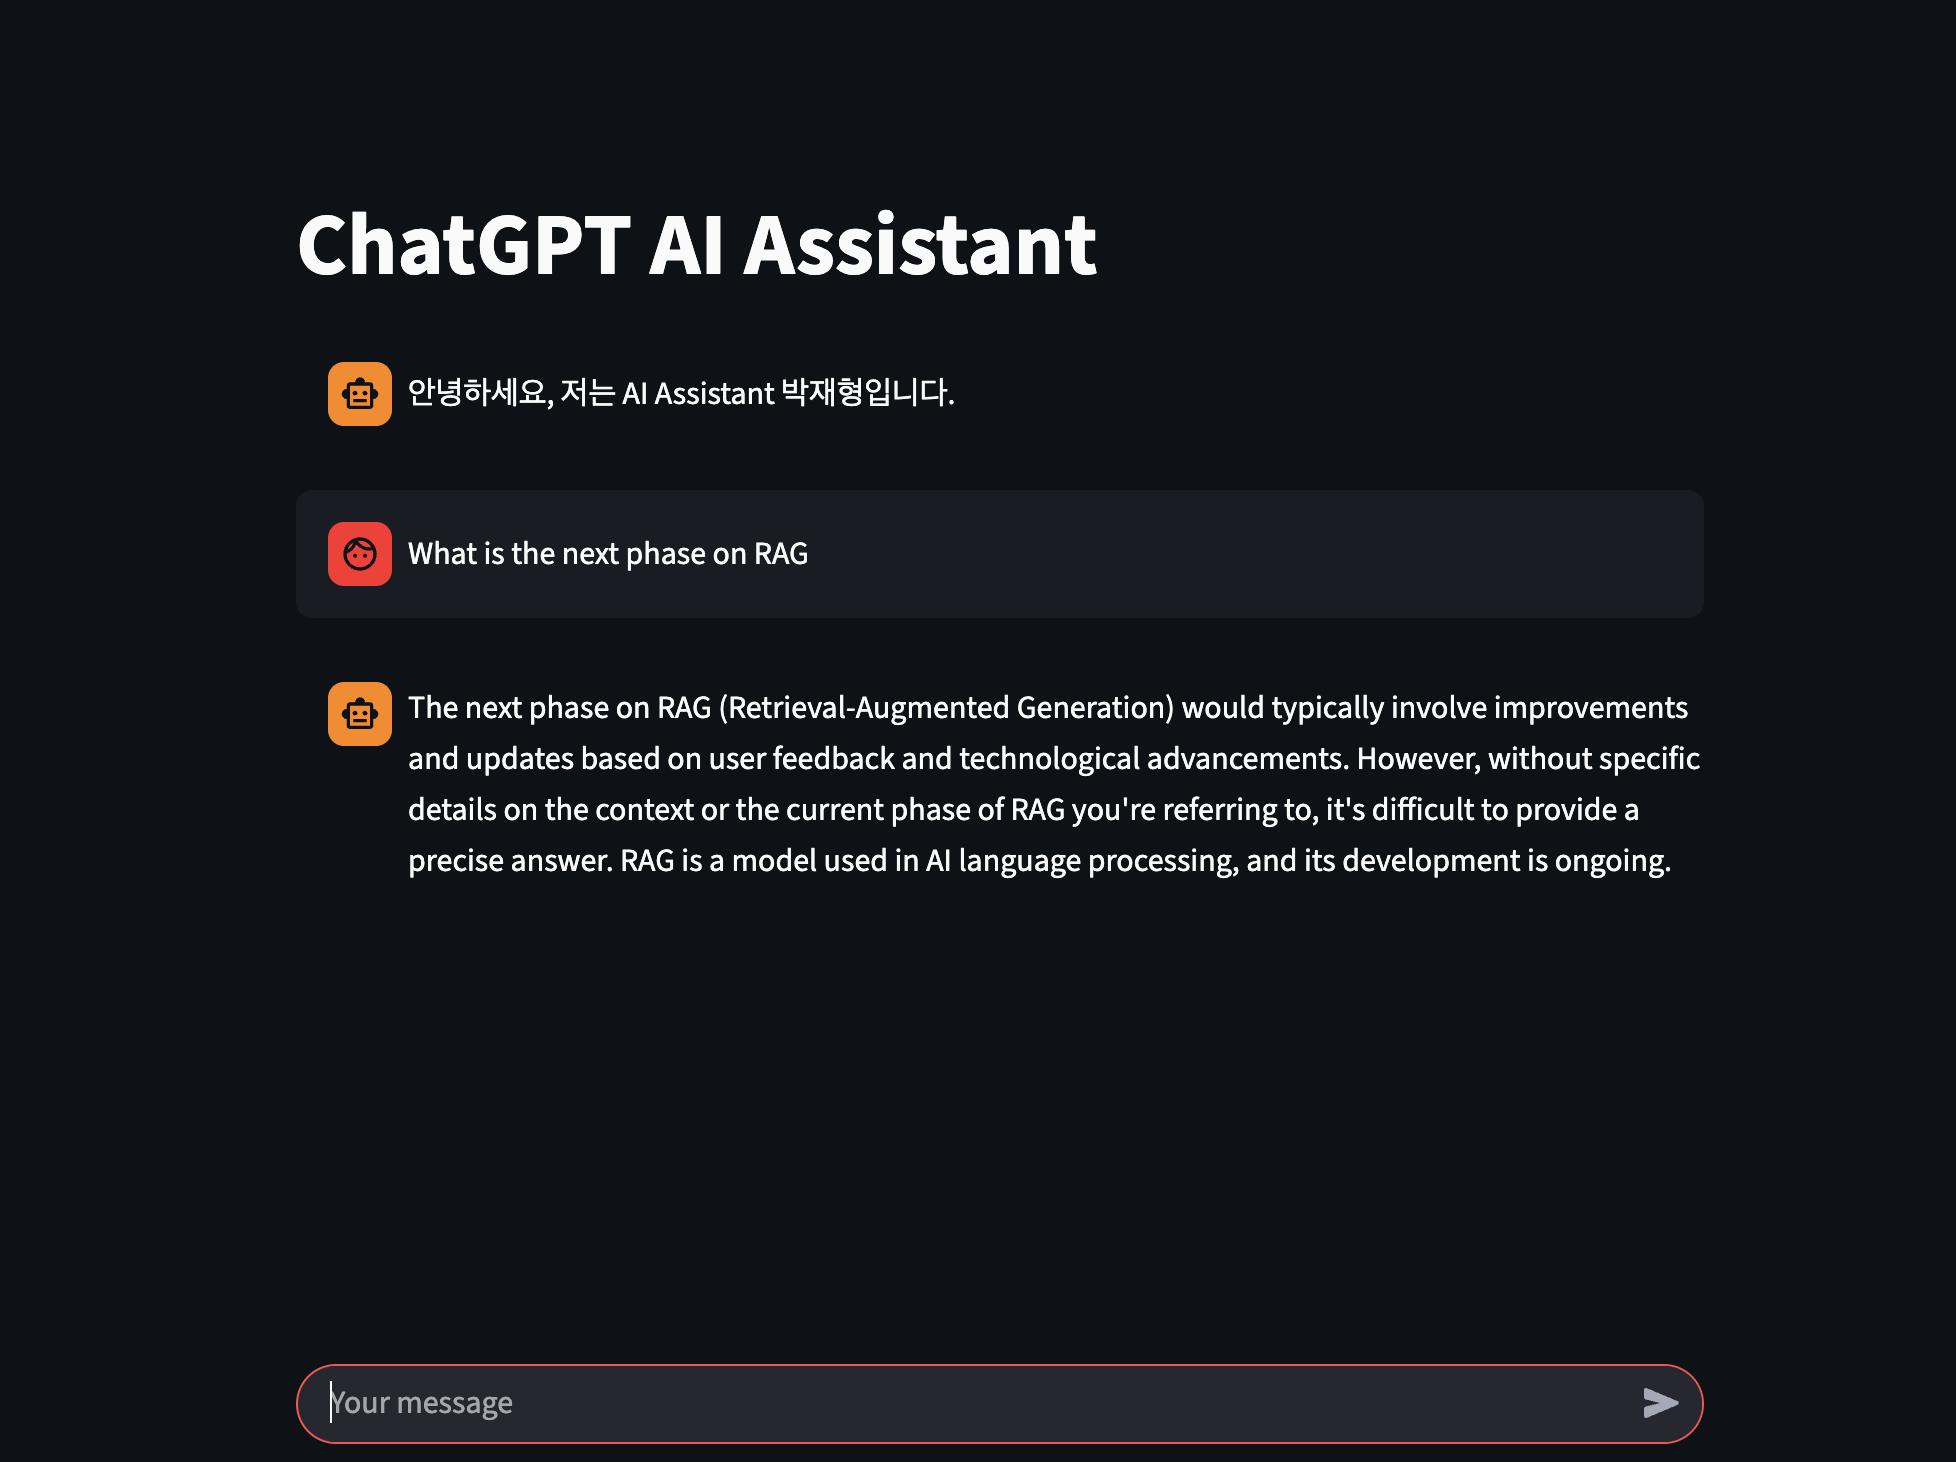 ChatGPT AI Assistant
안녕하세요, 저는 AI Assistant 박재형입니다.
What is the next phase on RAG
The next phase on RAG (Retrieval-Augmented Generation) would typically involve improvements
and updates based on user feedback and technological advancements. However, without specific
details on the context or the current phase of RAG you're referring to, it's difficult to provide a
precise answer. RAG is a model used in AI language processing, and its development is ongoing.
Your message